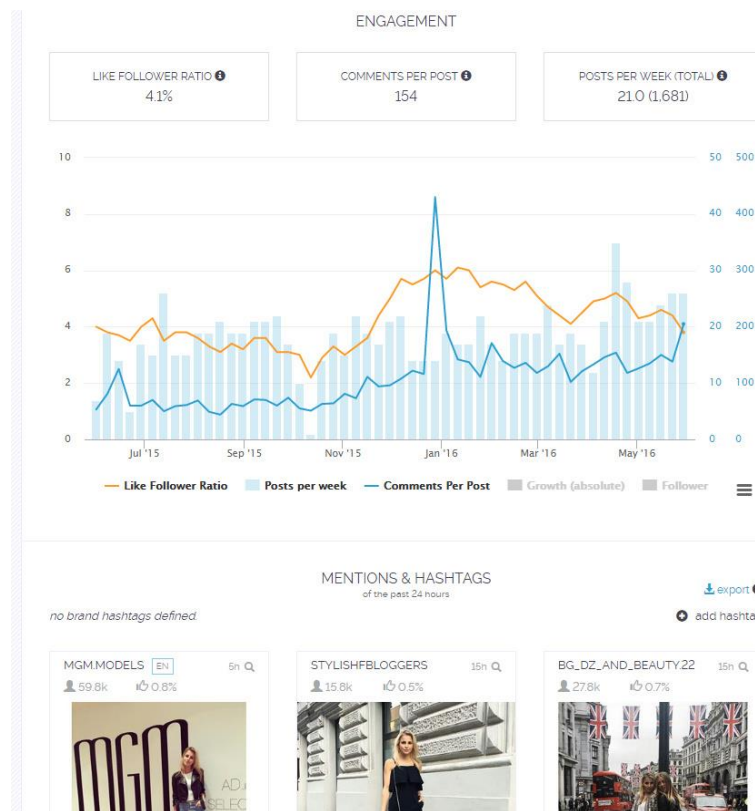 ENGAGEMENT
LIKE FOLLOWER RATIO
4.1%
COMMENTS PER POST
154
POSTS PER WEEK (TOTAL)
21.0 (1,681)
10 50 500
8 40 400
6 30 300
4 20 200
2 10 100
0 0 0
Jul '15 Sep '15 Nov '15 Jan '16 Mar '16 May '16
Like Follower Ratio Posts per week Comments Per Post Growth (absolute) Follower
MENTIONS & HASHTAGS
of the past 24 hours
export
no brand hashtags defined.
add hashta
MGM.MODELS EN 5h
59.8k 0.8%
STYLISHFBLOGGERS 15h
15.8k 0.5%
BG_DZ_AND_BEAUTY.22 15h
27.8k 0.7%
mgm
AD.
SELEC